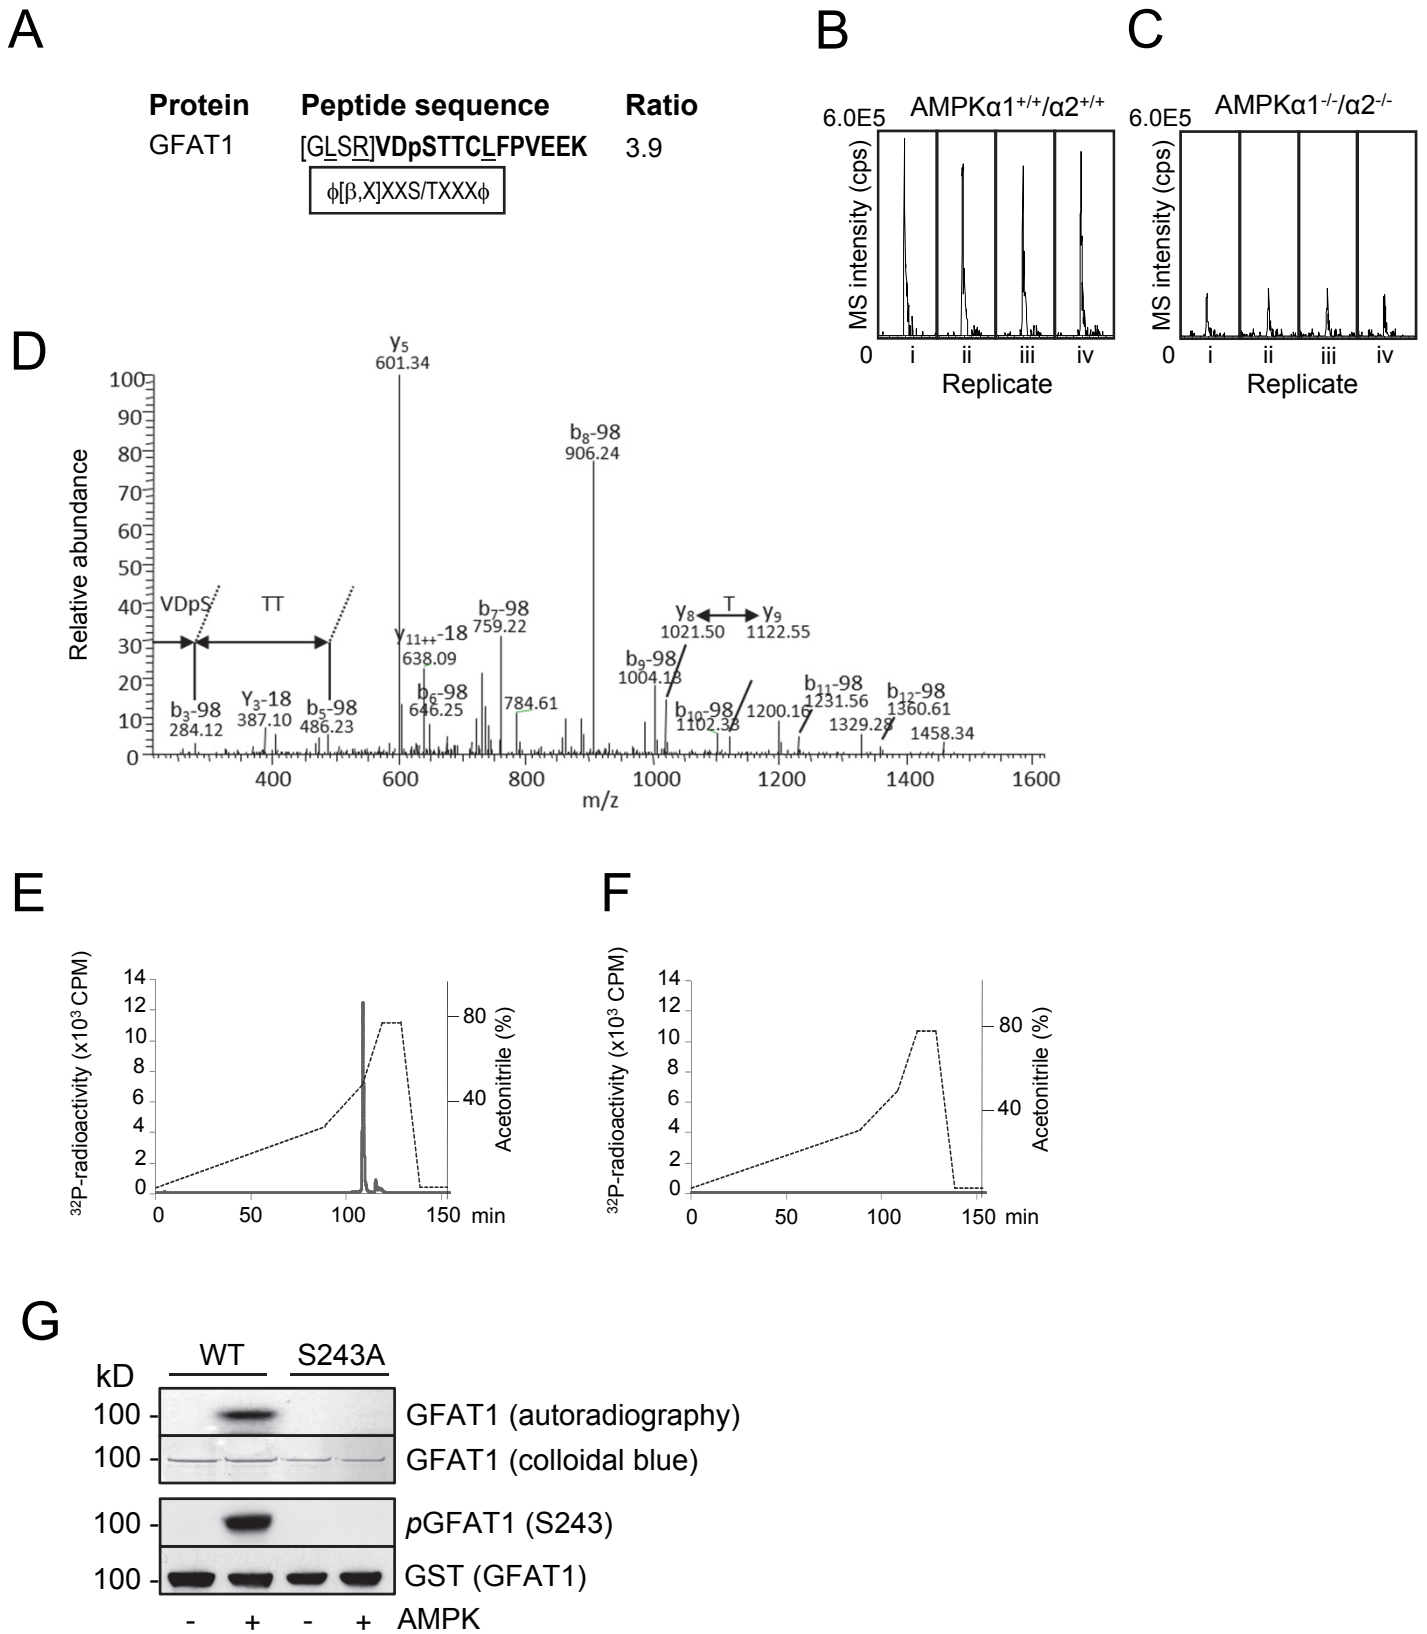 A
Protein Peptide sequence Ratio
GFAT1 [GLSR]VDpSTTCLFPVEEK 3.9
ϕ[β,X]XXS/TXXXϕ
B
AMPKα1+/+/α2+/+
6.0E5
MS intensity (cps)
0
i ii iii iv
Replicate
C
AMPKα1-/-/α2-/-
6.0E5
MS intensity (cps)
0
i ii iii iv
Replicate
D
Relative abundance
100
90
80
70
60
50
40
30
20
10
0
y5
601.34
b8-98
906.24
VDpS TT
b7-98
759.22
y8 T y9
1021.50 1122.55
y11++-18
638.09
b9-98
1004.13
b3-98
284.12
Y3-18
387.10
b5-98
486.23
b6-98
646.25
784.61
b10-98
1102.33
1200.16
b11-98
1231.56
1329.28
b12-98
1360.61
1458.34
400 600 800 1000 1200 1400 1600
m/z
E
32P-radioactivity (x103 CPM)
14
12
10
8
6
4
2
0
80
40
Acetonitrile (%)
0 50 100 150 min
F
32P-radioactivity (x103 CPM)
14
12
10
8
6
4
2
0
80
40
Acetonitrile (%)
0 50 100 150 min
G
WT S243A
kD
100 - GFAT1 (autoradiography)
100 - GFAT1 (colloidal blue)
100 - pGFAT1 (S243)
100 - GST (GFAT1)
- + - + AMPK